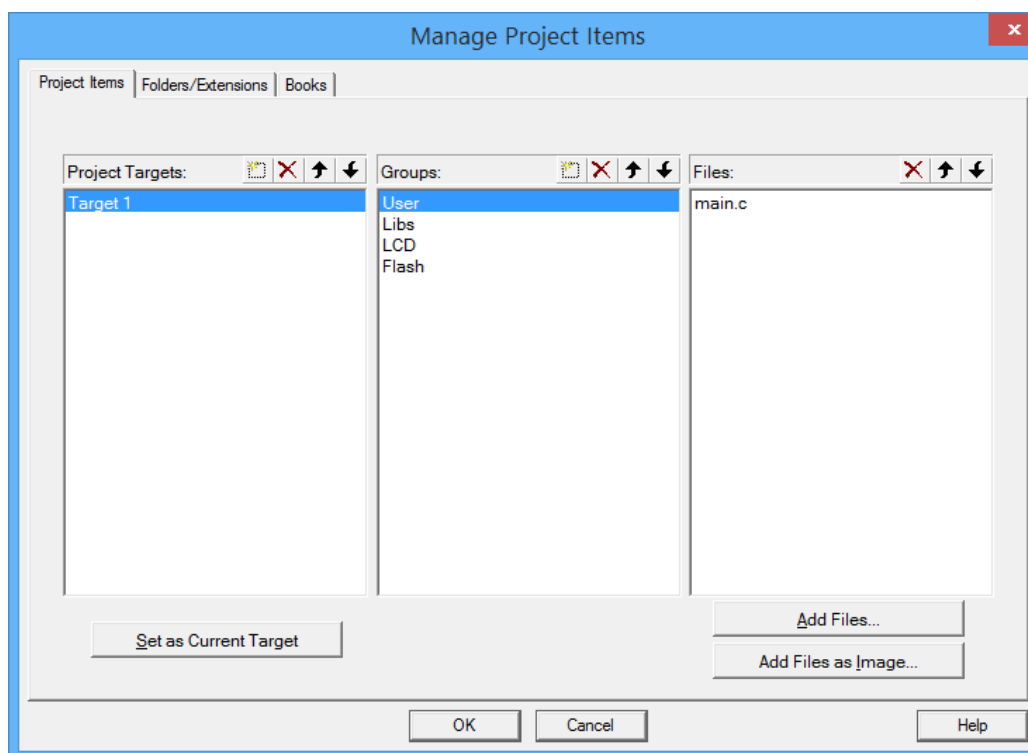 Manage Project Items
Project Items Folders/Extensions Books
Project Targets: Groups: Files:
Target 1 User main.c
Libs
LCD
Flash
Add Files...
Set as Current Target
Add Files as Image...
OK Cancel Help